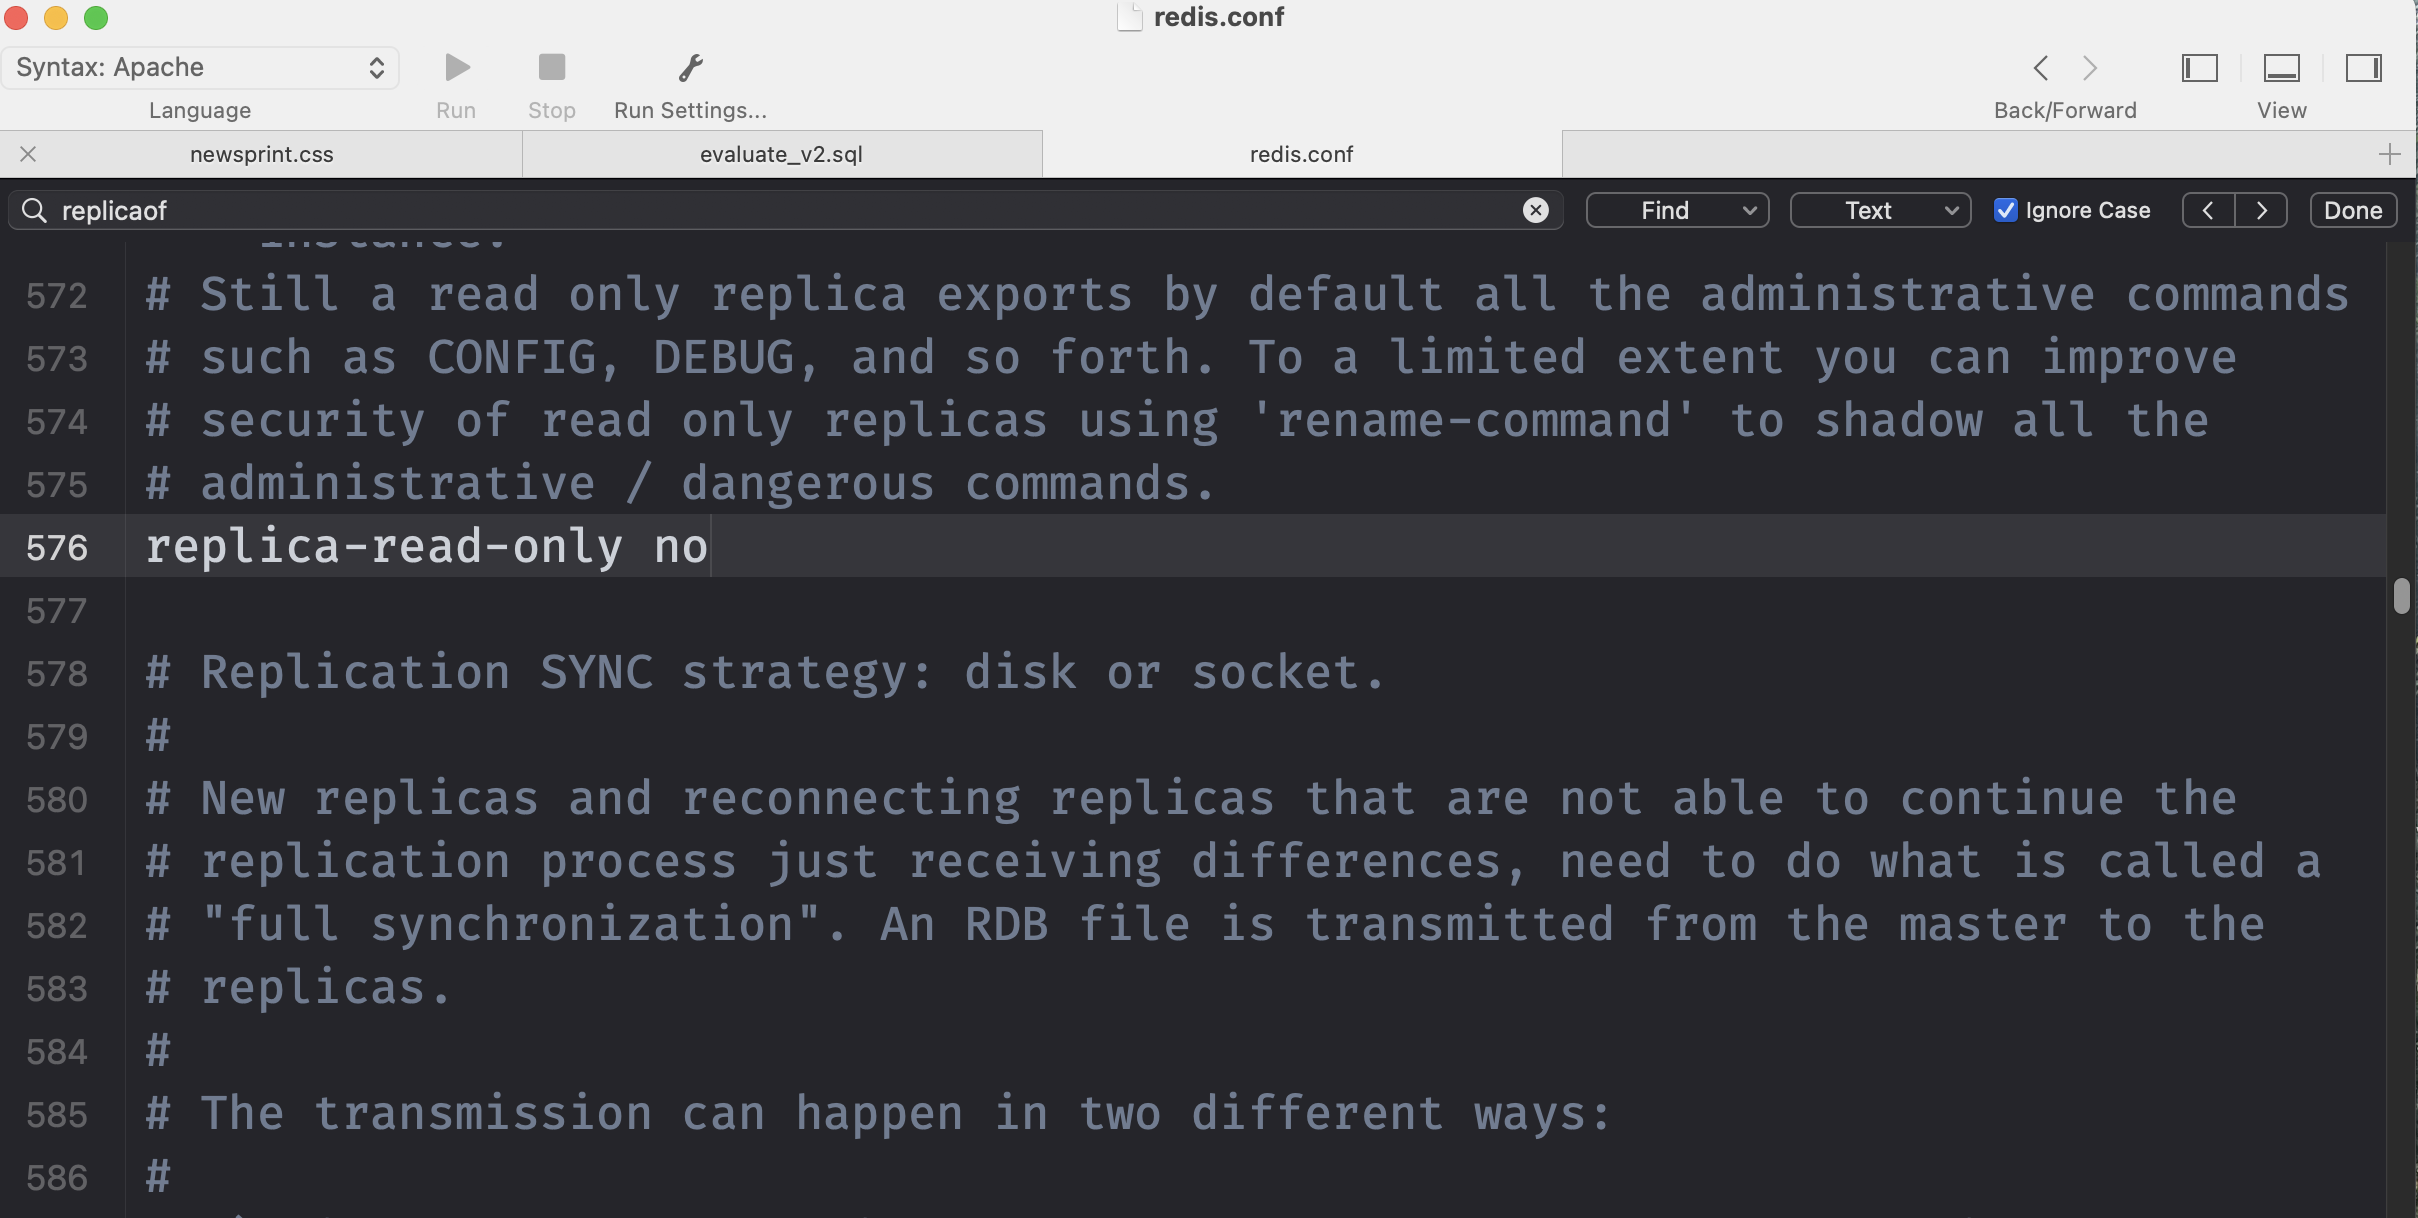 redis.conf
Syntax: Apache
Language
Run
Stop
Run Settings...
Back/Forward
View
newsprint.css
evaluate_v2.sql
redis.conf
replicaof
Find
Text
Ignore Case
Done
instance.
572 # Still a read only replica exports by default all the administrative commands
573 # such as CONFIG, DEBUG, and so forth. To a limited extent you can improve
574 # security of read only replicas using 'rename-command' to shadow all the
575 # administrative / dangerous commands.
576 replica-read-only no
577
578 # Replication SYNC strategy: disk or socket.
579 #
580 # New replicas and reconnecting replicas that are not able to continue the
581 # replication process just receiving differences, need to do what is called a
582 # "full synchronization". An RDB file is transmitted from the master to the
583 # replicas.
584 #
585 # The transmission can happen in two different ways:
586 #